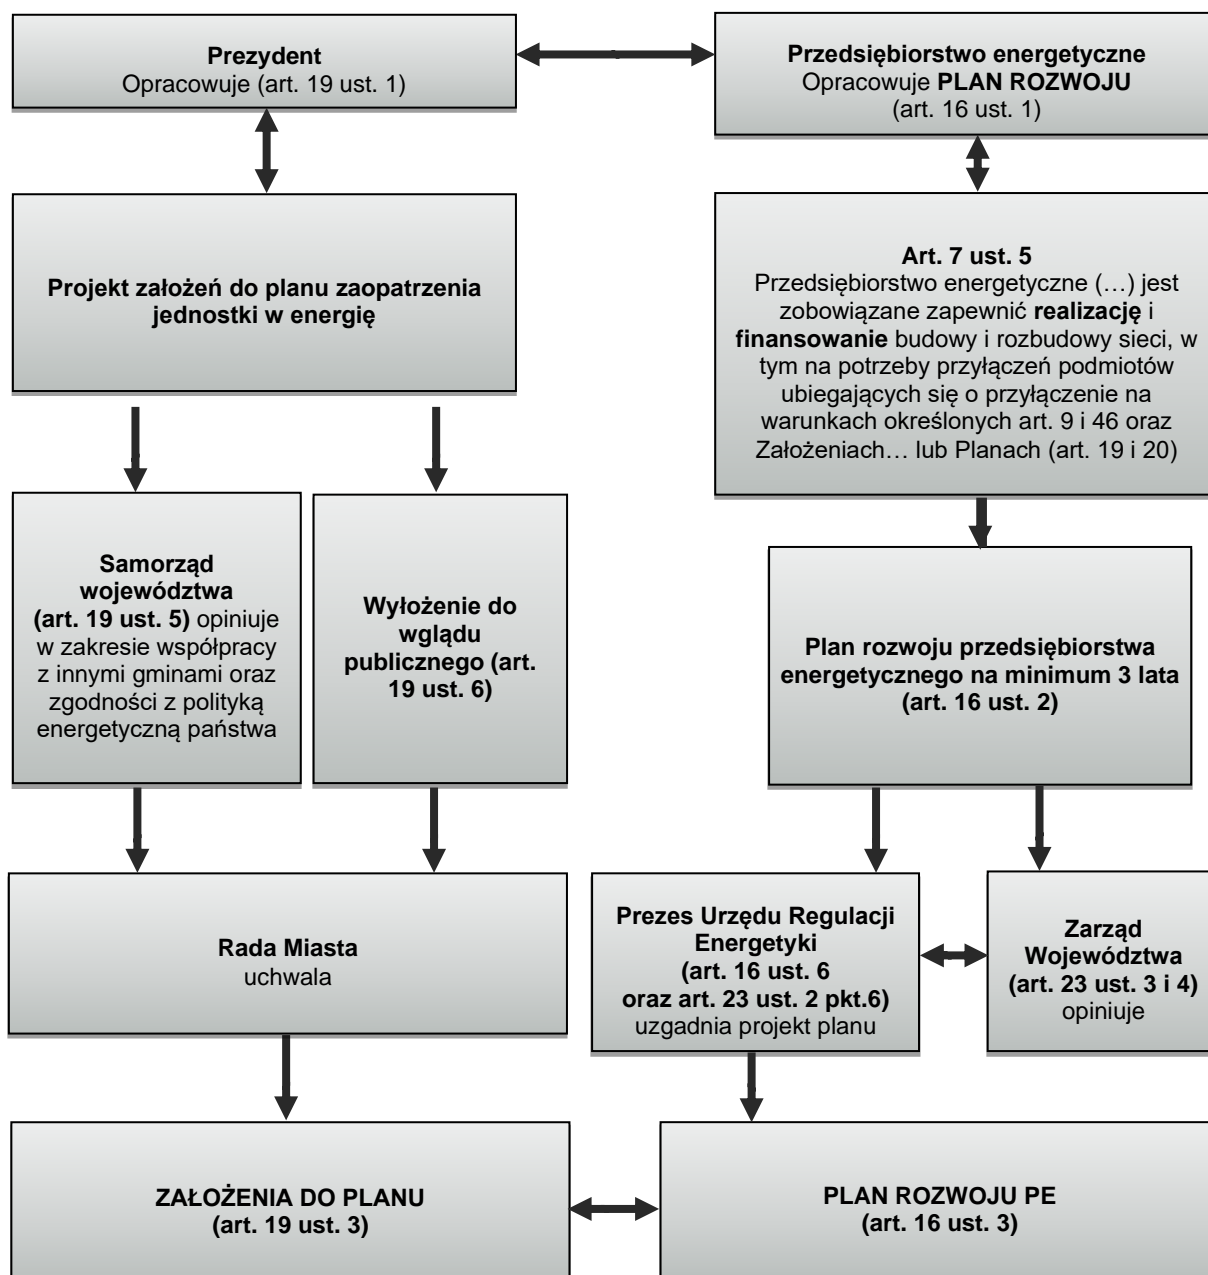 Prezydent
Opracowuje (art. 19 ust. 1)
Przedsiębiorstwo energetyczne
Opracowuje PLAN ROZWOJU
(art. 16 ust. 1)
Projekt założeń do planu zaopatrzenia
jednostki w energię
Art. 7 ust. 5
Przedsiębiorstwo energetyczne (…) jest
zobowiązane zapewnić realizację i
finansowanie budowy i rozbudowy sieci, w
tym na potrzeby przyłączeń podmiotów
ubiegających się o przyłączenie na
warunkach określonych art. 9 i 46 oraz
Założeniach… lub Planach (art. 19 i 20)
Samorząd
województwa
(art. 19 ust. 5) opiniuje
w zakresie współpracy
z innymi gminami oraz
zgodności z polityką
energetyczną państwa
Wyłożenie do
wglądu
publicznego (art.
19 ust. 6)
Plan rozwoju przedsiębiorstwa
energetycznego na minimum 3 lata
(art. 16 ust. 2)
Rada Miasta
uchwala
Prezes Urzędu Regulacji
Energetyki
(art. 16 ust. 6
oraz art. 23 ust. 2 pkt.6)
uzgadnia projekt planu
Zarząd
Województwa
(art. 23 ust. 3 i 4)
opiniuje
ZAŁOŻENIA DO PLANU
(art. 19 ust. 3)
PLAN ROZWOJU PE
(art. 16 ust. 3)